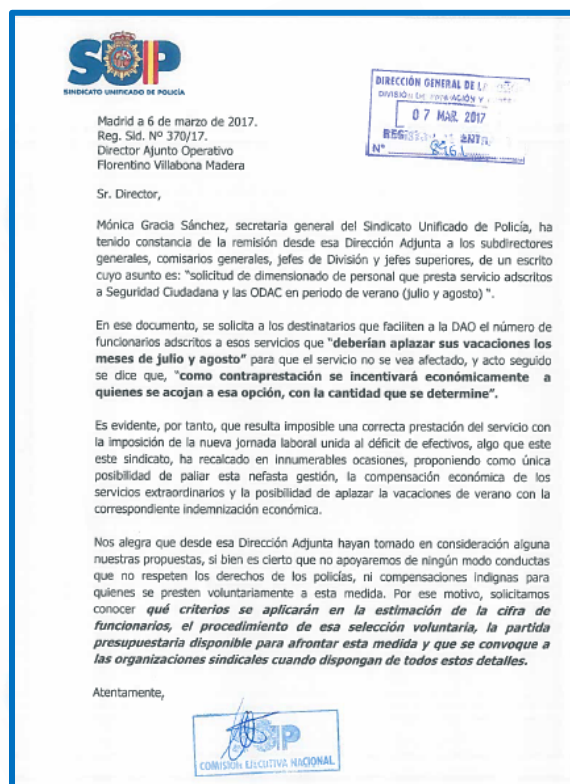 SUP
SINDICATO UNIFICADO DE POLICÍA
DIRECCIÓN GENERAL DE LA
DIVISIÓN DE Y
07 MAR. 2017
Nº
Madrid a 6 de marzo de 2017.
Reg. Sid. Nº 370/17.
Director Ajunto Operativo
Florentino Villabona Madera
Sr. Director,
Mónica Gracia Sánchez, secretaria general del Sindicato Unificado de Policía, ha
tenido constancia de la remisión desde esa Dirección Adjunta a los subdirectores
generales, comisarios generales, jefes de División y jefes superiores, de un escrito
cuyo asunto es: "solicitud de dimensionado de personal que presta servicio adscritos
a Seguridad Ciudadana y las ODAC en periodo de verano (julio y agosto) ".
En ese documento, se solicita a los destinatarios que faciliten a la DAO el número de
funcionarios adscritos a esos servicios que "deberían aplazar sus vacaciones los
meses de julio y agosto" para que el servicio no se vea afectado, y acto seguido
se dice que, "como contraprestación se incentivará económicamente a
quienes se acojan a esa opción, con la cantidad que se determine".
Es evidente, por tanto, que resulta imposible una correcta prestación del servicio con
la imposición de la nueva jornada laboral unida al déficit de efectivos, algo que este
este sindicato, ha recalcado en innumerables ocasiones, proponiendo como única
posibilidad de paliar esta nefasta gestión, la compensación económica de los
servicios extraordinarios y la posibilidad de aplazar la vacaciones de verano con la
correspondiente indemnización económica.
Nos alegra que desde esa Dirección Adjunta hayan tomado en consideración alguna
nuestras propuestas, si bien es cierto que no apoyaremos de ningún modo conductas
que no respeten los derechos de los policías, ni compensaciones indignas para
quienes se presten voluntariamente a esta medida. Por ese motivo, solicitamos
conocer qué criterios se aplicarán en la estimación de la cifra de
funcionarios, el procedimiento de esa selección voluntaria, la partida
presupuestaria disponible para afrontar esta medida y que se convoque a
las organizaciones sindicales cuando dispongan de todos estos detalles.
Atentamente,
SUP
COMISIÓN EJECUTIVA NACIONAL